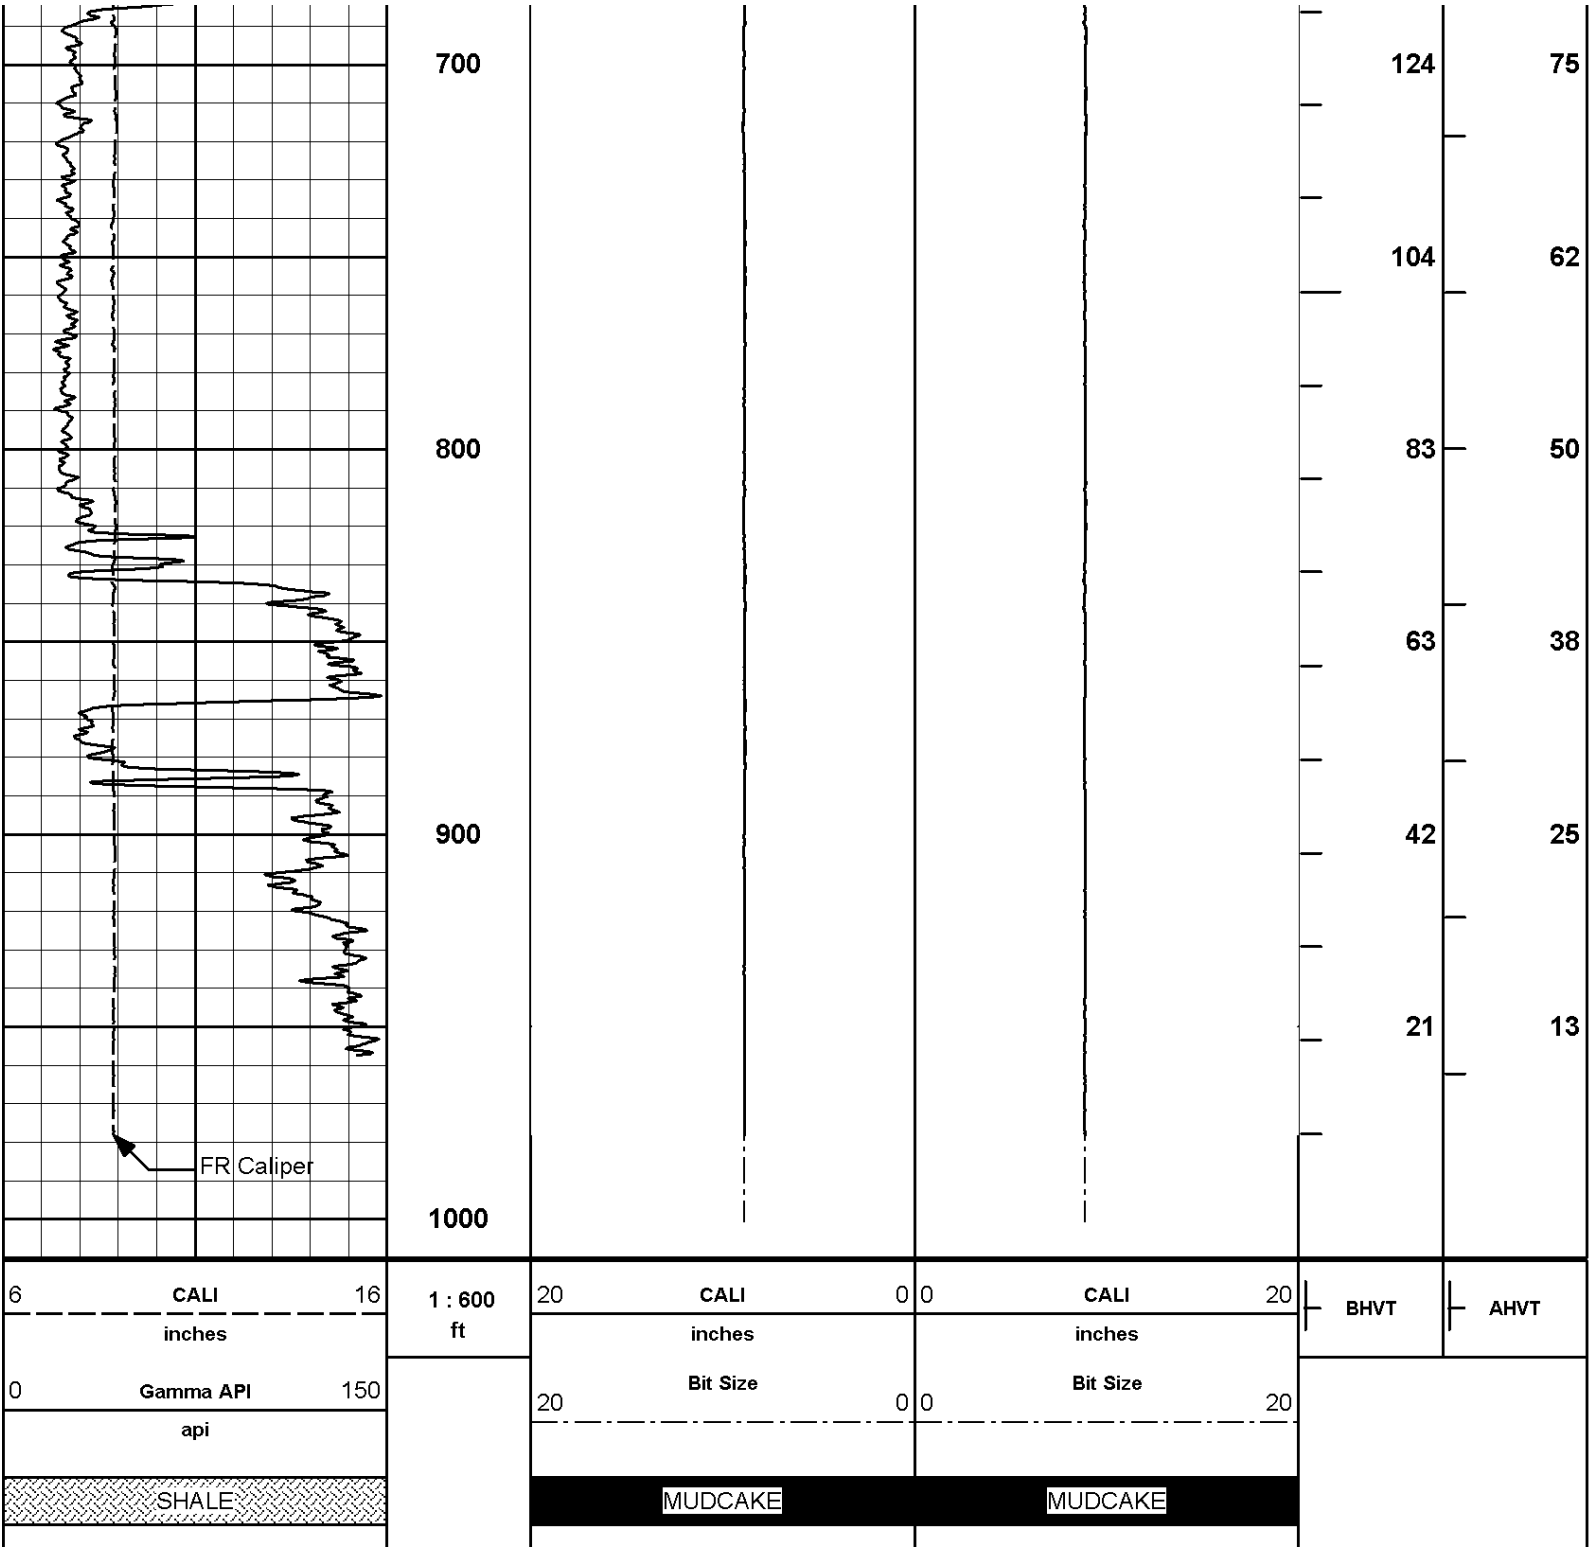 700 124 75
104 62
800 83 50
63 38
900 42 25
21 13
FR Caliper
1000
6 CALI 16
inches
0 Gamma API 150
api
SHALE
1 : 600
ft
20 CALI 0
inches
Bit Size
20 0
MUDCAKE
0 CALI 20
inches
Bit Size
0 20
MUDCAKE
BHVT
AHVT